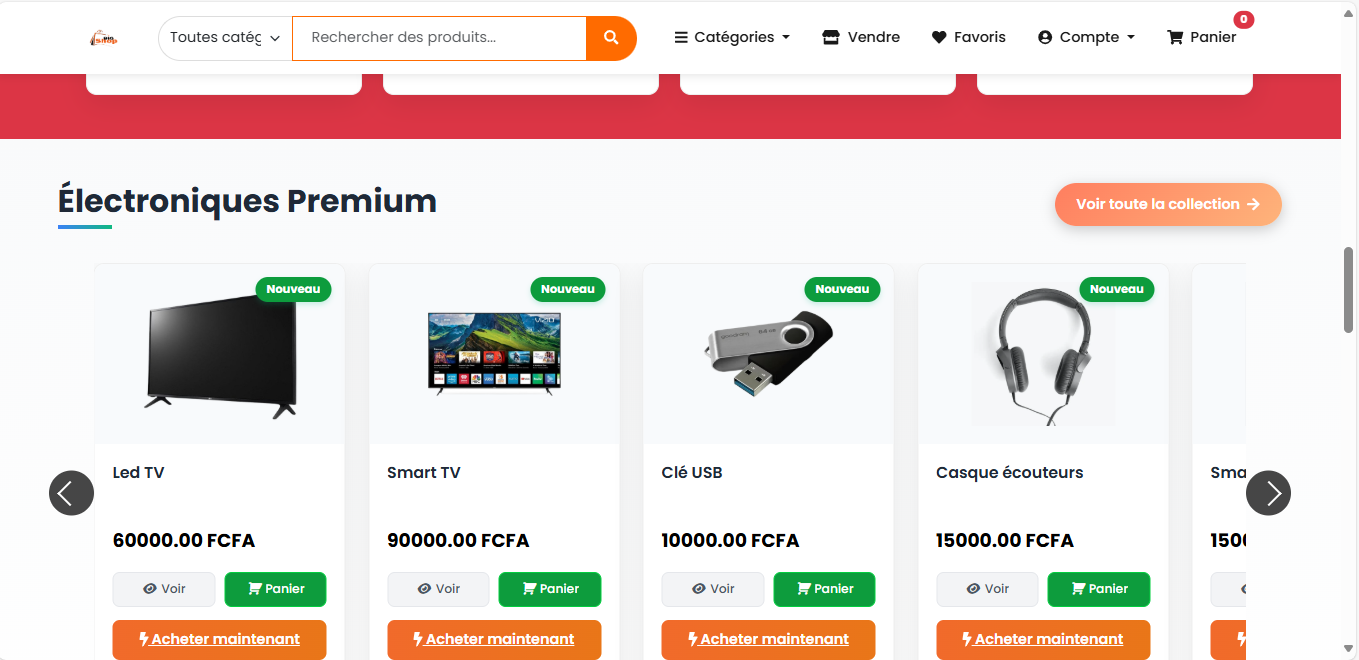 Toutes catég
Rechercher des produits...
Catégories
Vendre
Favoris
Compte
Panier
0
Électroniques Premium
Voir toute la collection
Nouveau
Nouveau
Nouveau
Nouveau
Led TV
Smart TV
Clé USB
Casque écouteurs
Sma
60000.00 FCFA
90000.00 FCFA
10000.00 FCFA
15000.00 FCFA
1500
Voir
Panier
Voir
Panier
Voir
Panier
Voir
Panier
Acheter maintenant
Acheter maintenant
Acheter maintenant
Acheter maintenant